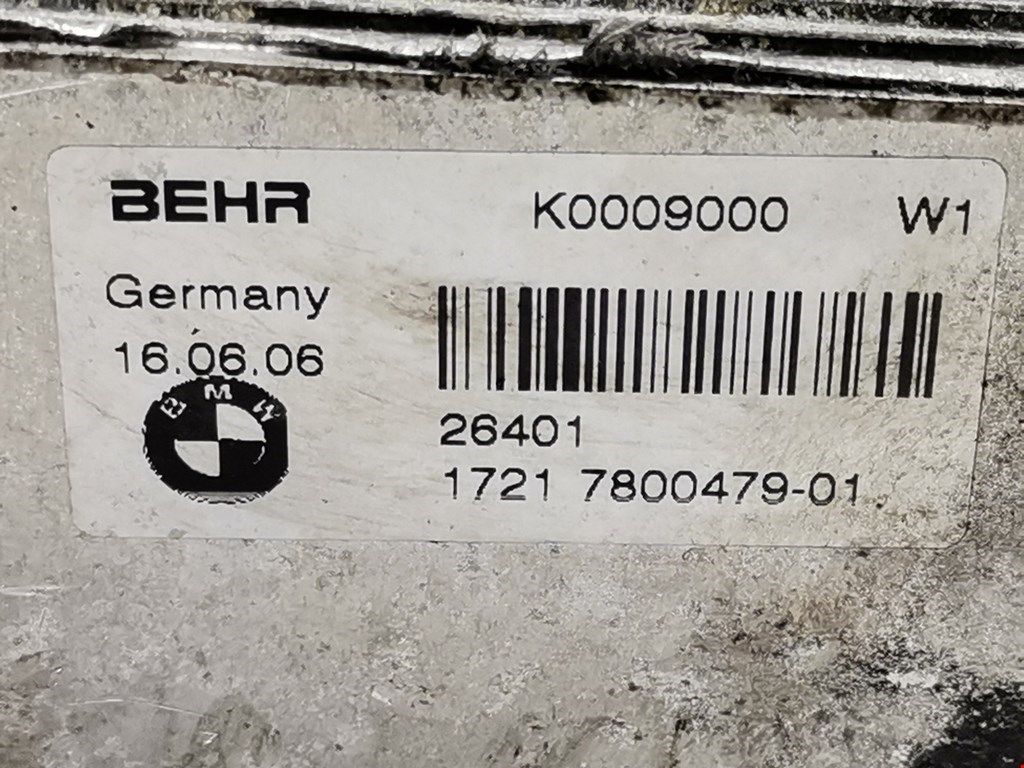 BEHR K0009000 W1
Germany
16.06.06
BMW
26401
1721 7800479-01